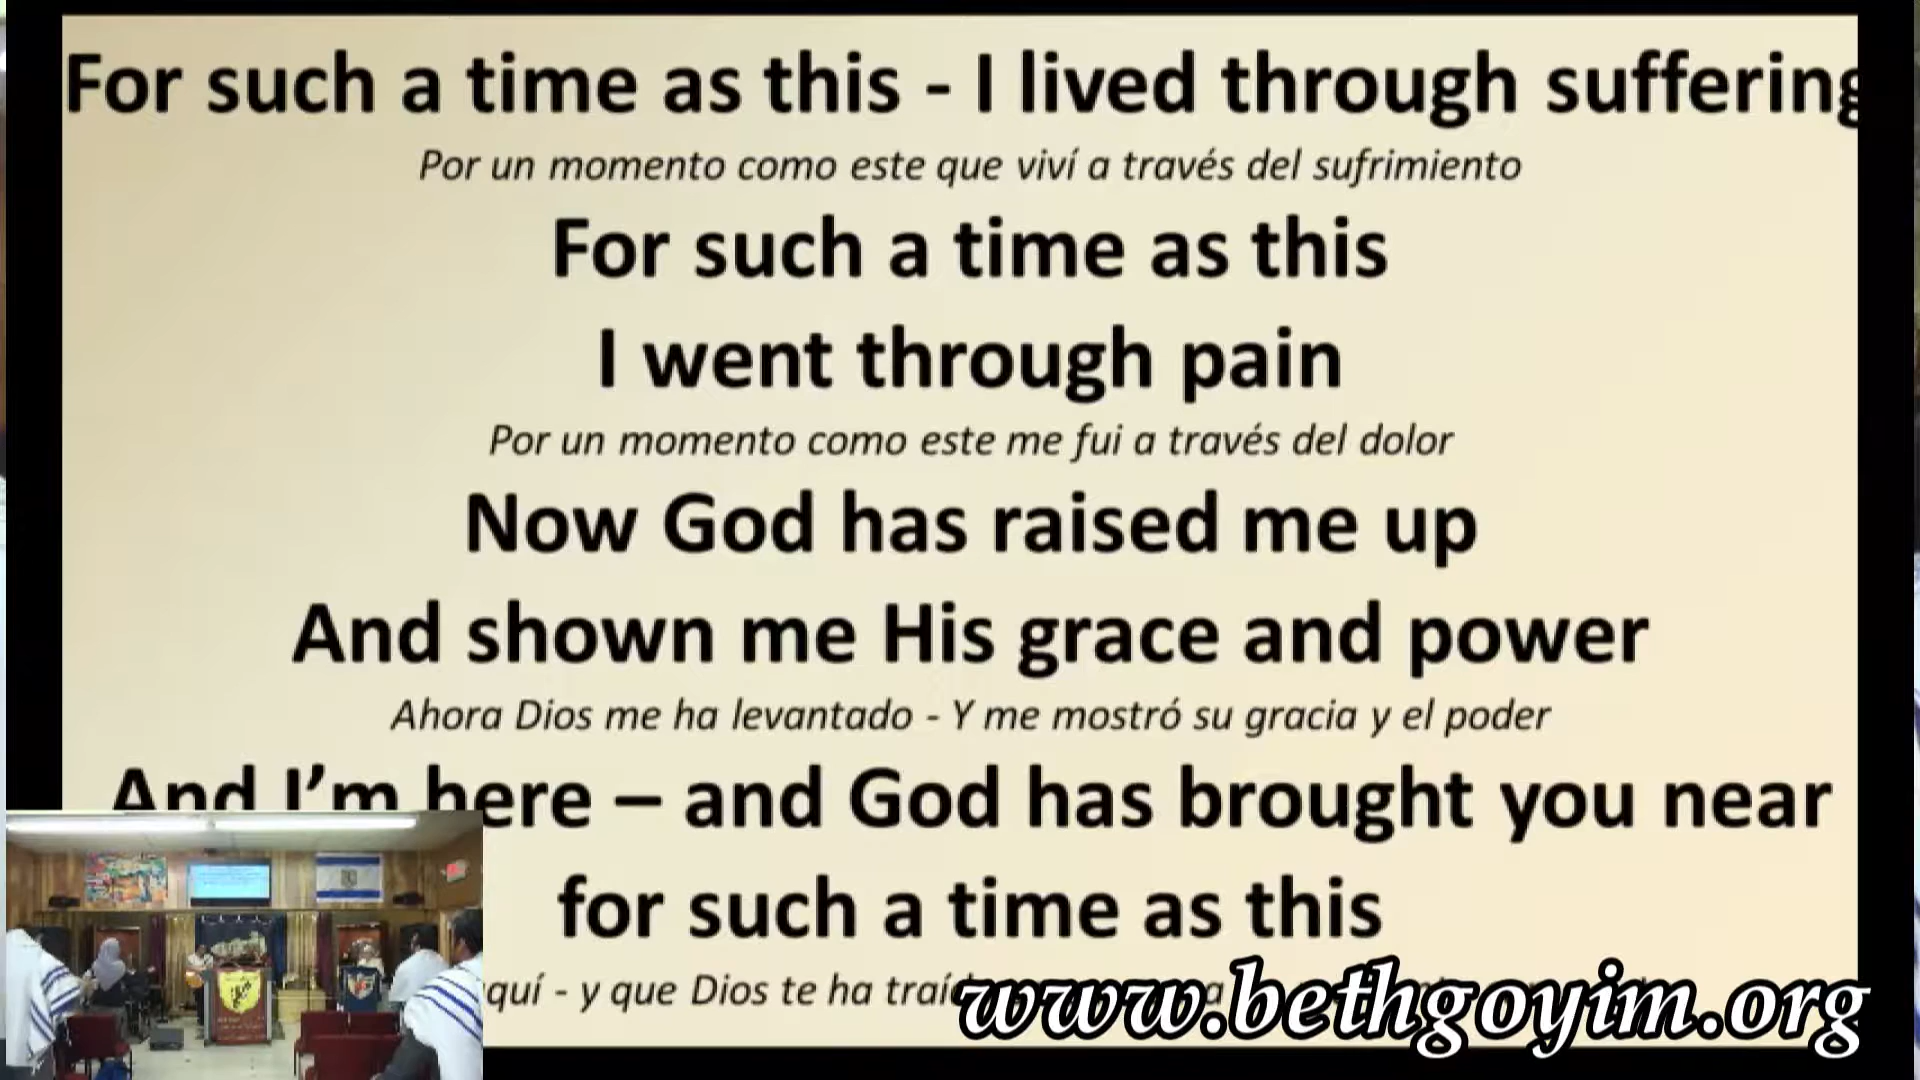 For such a time as this - I lived through suffering
Por un momento como este que viví a través del sufrimiento
For such a time as this
I went through pain
Por un momento como este me fui a través del dolor
Now God has raised me up
And shown me His grace and power
Ahora Dios me ha levantado - Y me mostró su gracia y el poder
And I’m here – and God has brought you near
for such a time as this
- y que Dios te ha
www.bethgoyim.org